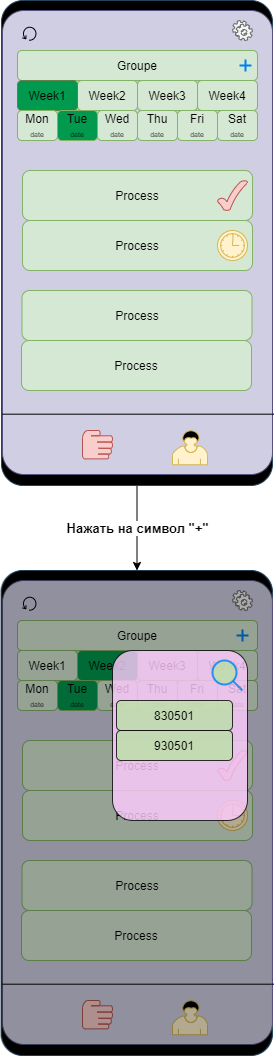 Groupe +
Week1 Week2 Week3 Week4
Mon Tue Wed Thu Fri Sat
date date date date date date
Process
Process
Process
Process
Нажать на символ "+"
Groupe +
Week1 Week2 Week3 Week4
Mon Tue Wed Thu Fri Sat
date date date date date date
830501
930501
Process
Process
Process
Process